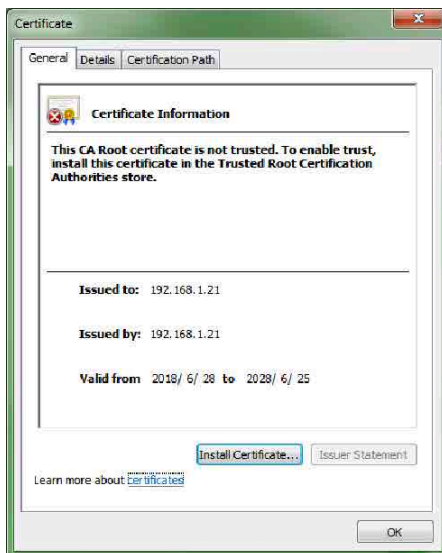 Certificate
General Details Certification Path
Certificate Information
This CA Root certificate is not trusted. To enable trust,
install this certificate in the Trusted Root Certification
Authorities store.
Issued to: 192.168.1.21
Issued by: 192.168.1.21
Valid from 2018/ 6/ 28 to 2028/ 6/ 25
Install Certificate... Issuer Statement
Learn more about certificates
OK